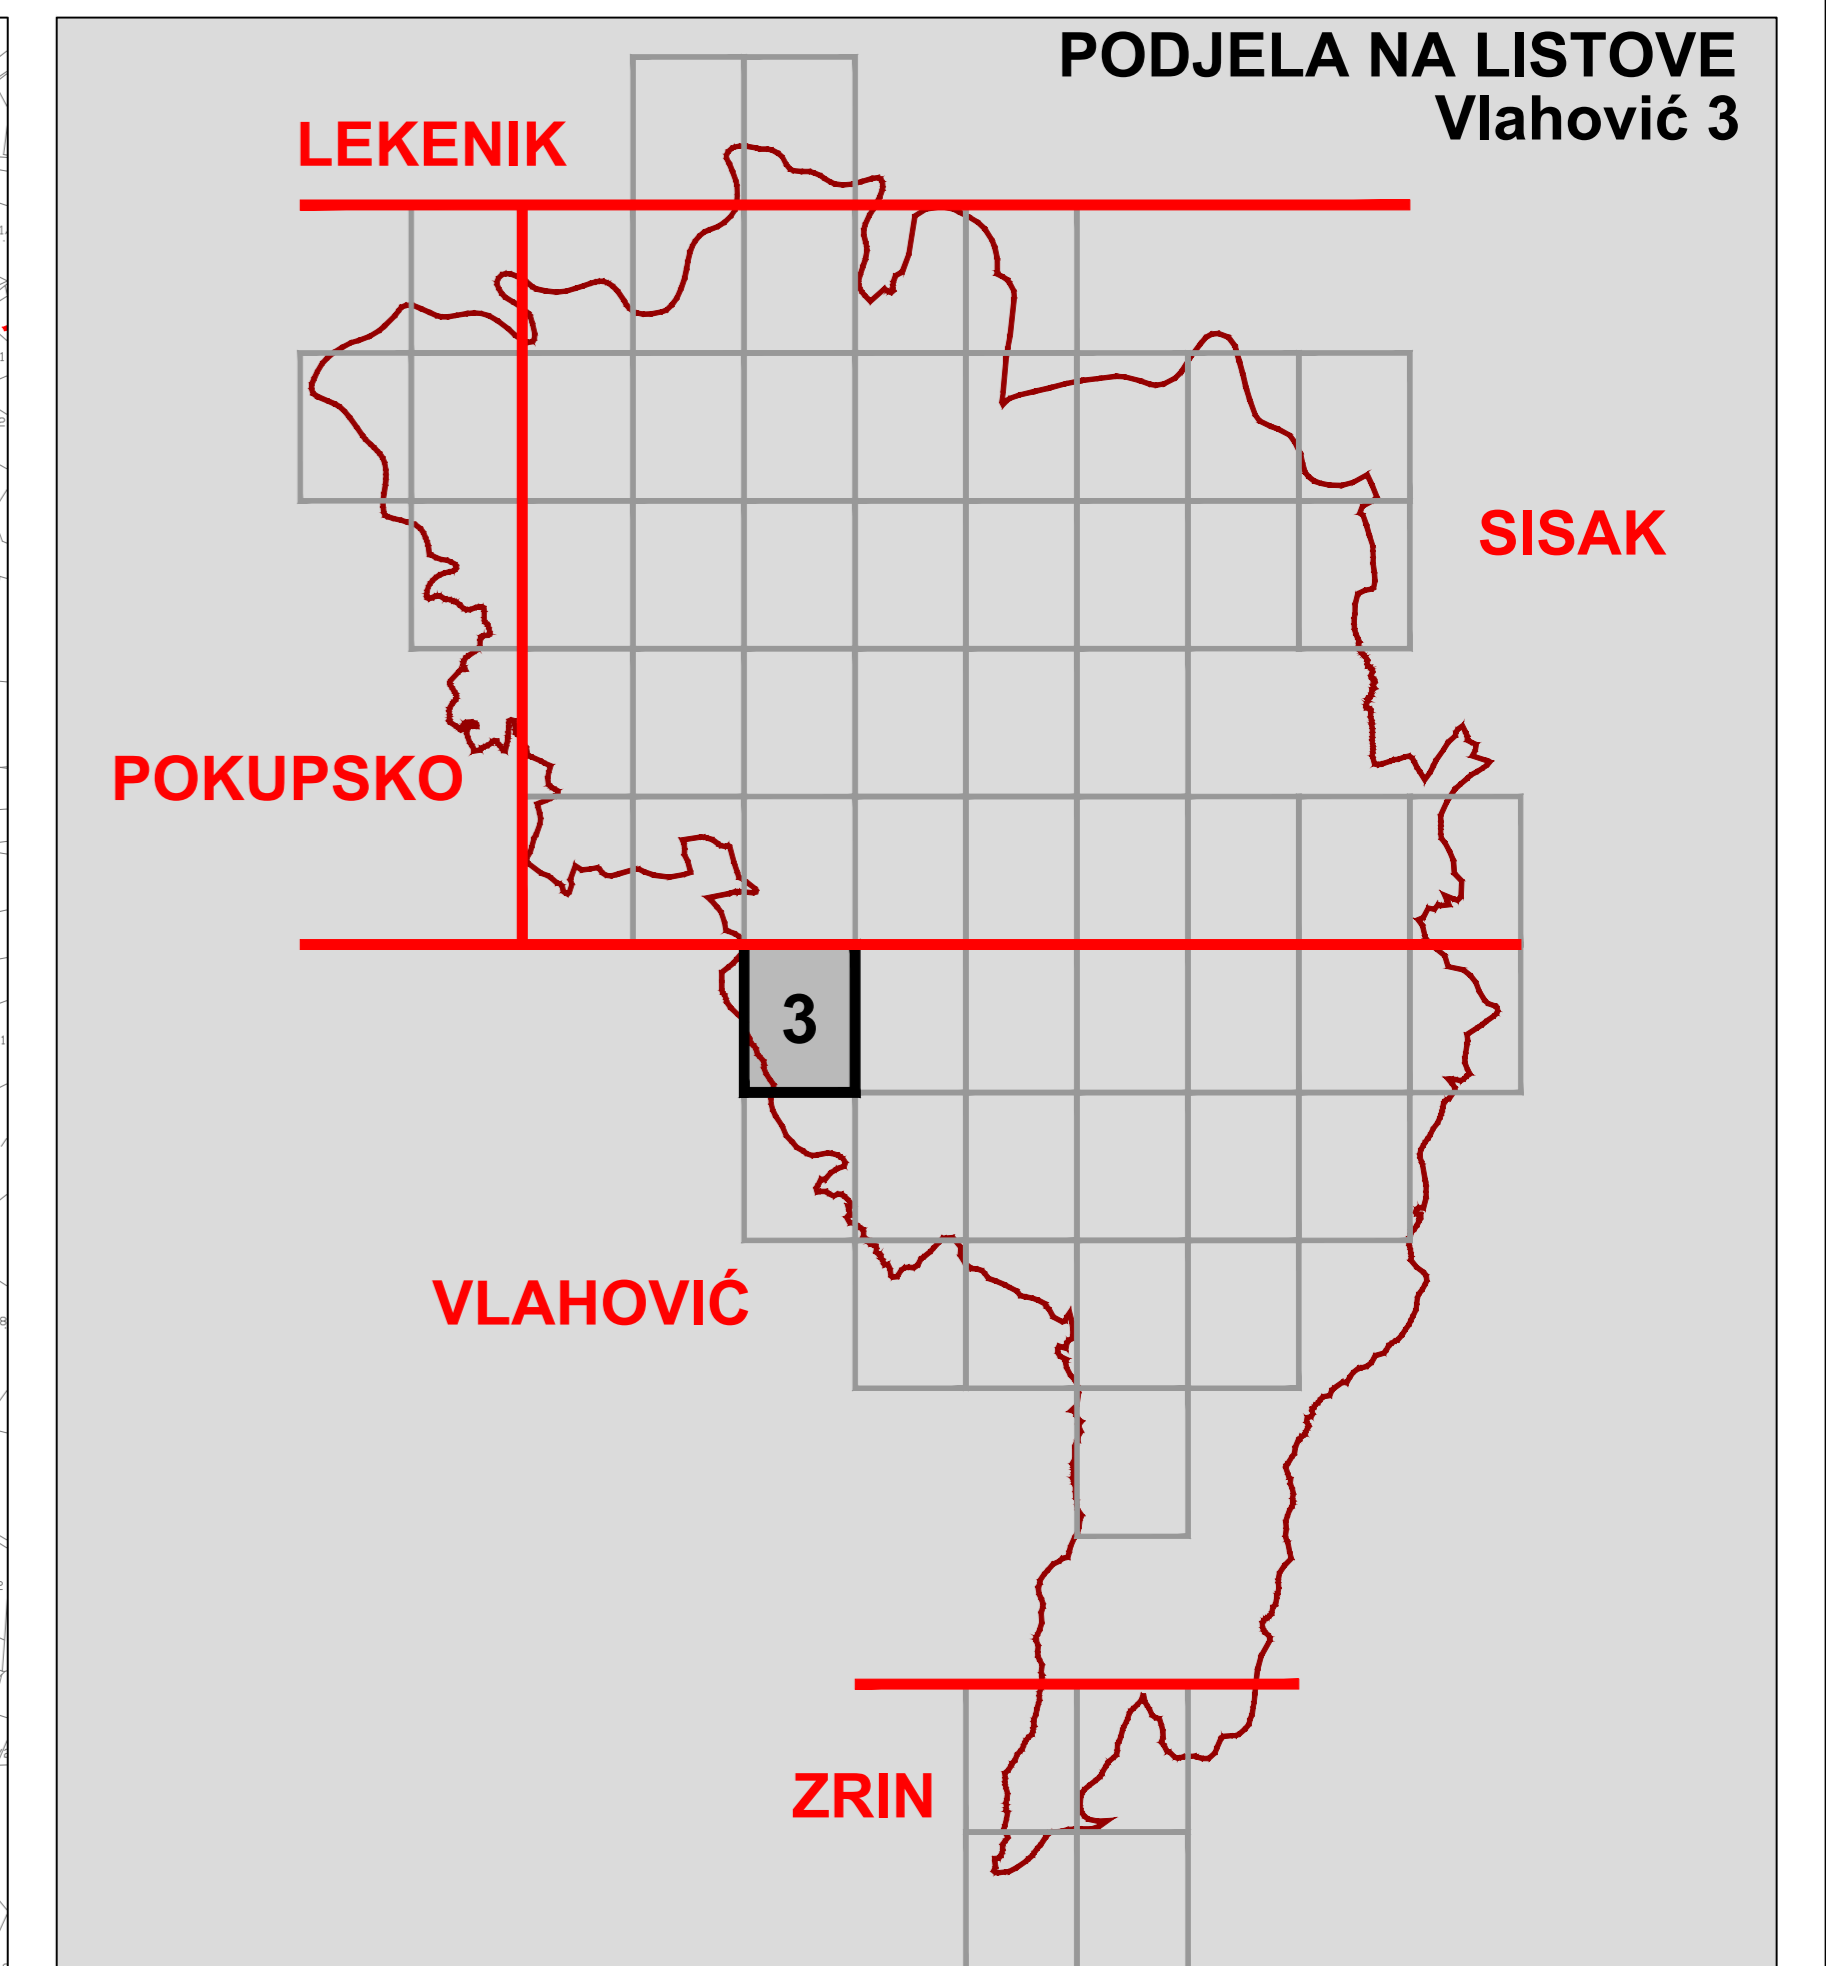 PODJELA NA LISTOVE
Vlahović 3
LEKENIK
SISAK
POKUPSKO
3
VLAHOVIĆ
ZRIN